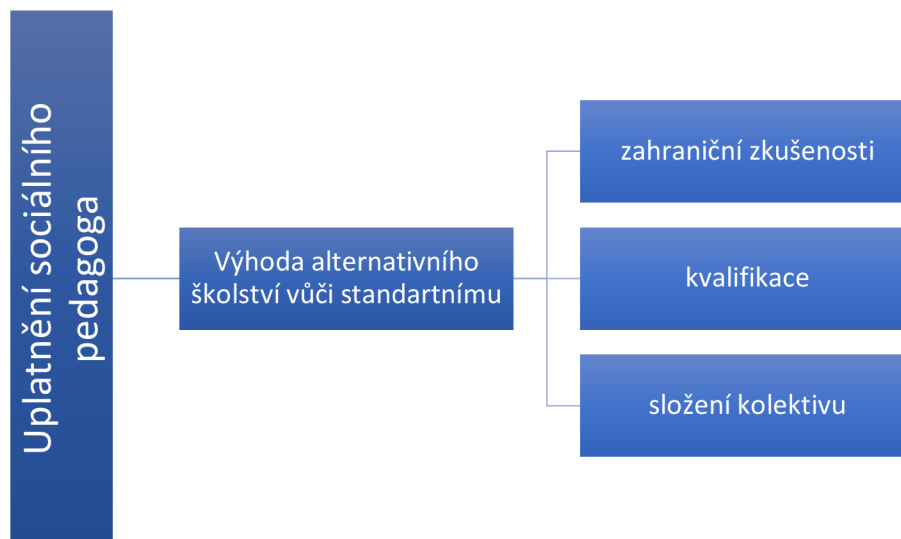 Uplatnění sociálního
pedagoga
Výhoda alternativního
školství vůči standartnímu
zahraniční zkušenosti
kvalifikace
složení kolektivu